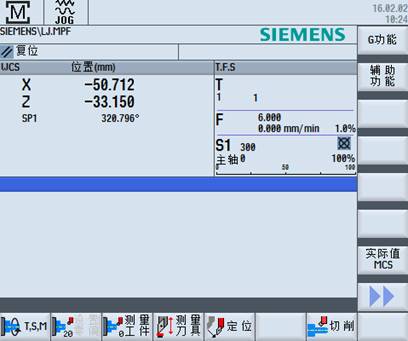 M
JOG
16.02.02
10:24
SIEMENS\LJ.MPF
SIEMENS
G功能
复位
WCS 位置(mm) T.F.S
辅助
功能
X -50.712 T
Z -33.150 1 1
SP1 320.796° F 6.000
0.000 mm/min 1.0%
S1 300
主轴 0 100%
0 50 100
实际值
MCS
T,S,M
测量
工件
测量
刀具
定位
切削